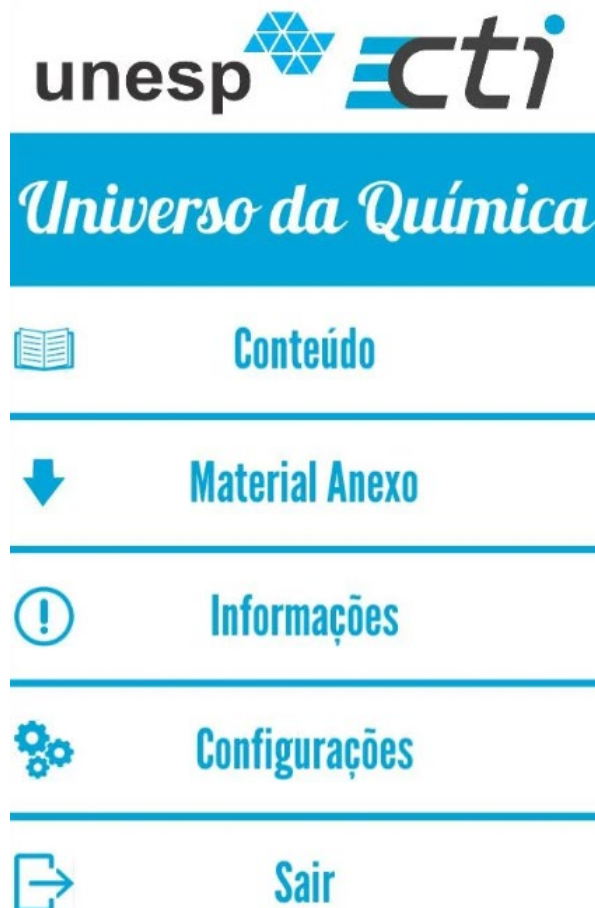 unesp cti
Universo da Química
Conteúdo
Material Anexo
Informações
Configurações
Sair